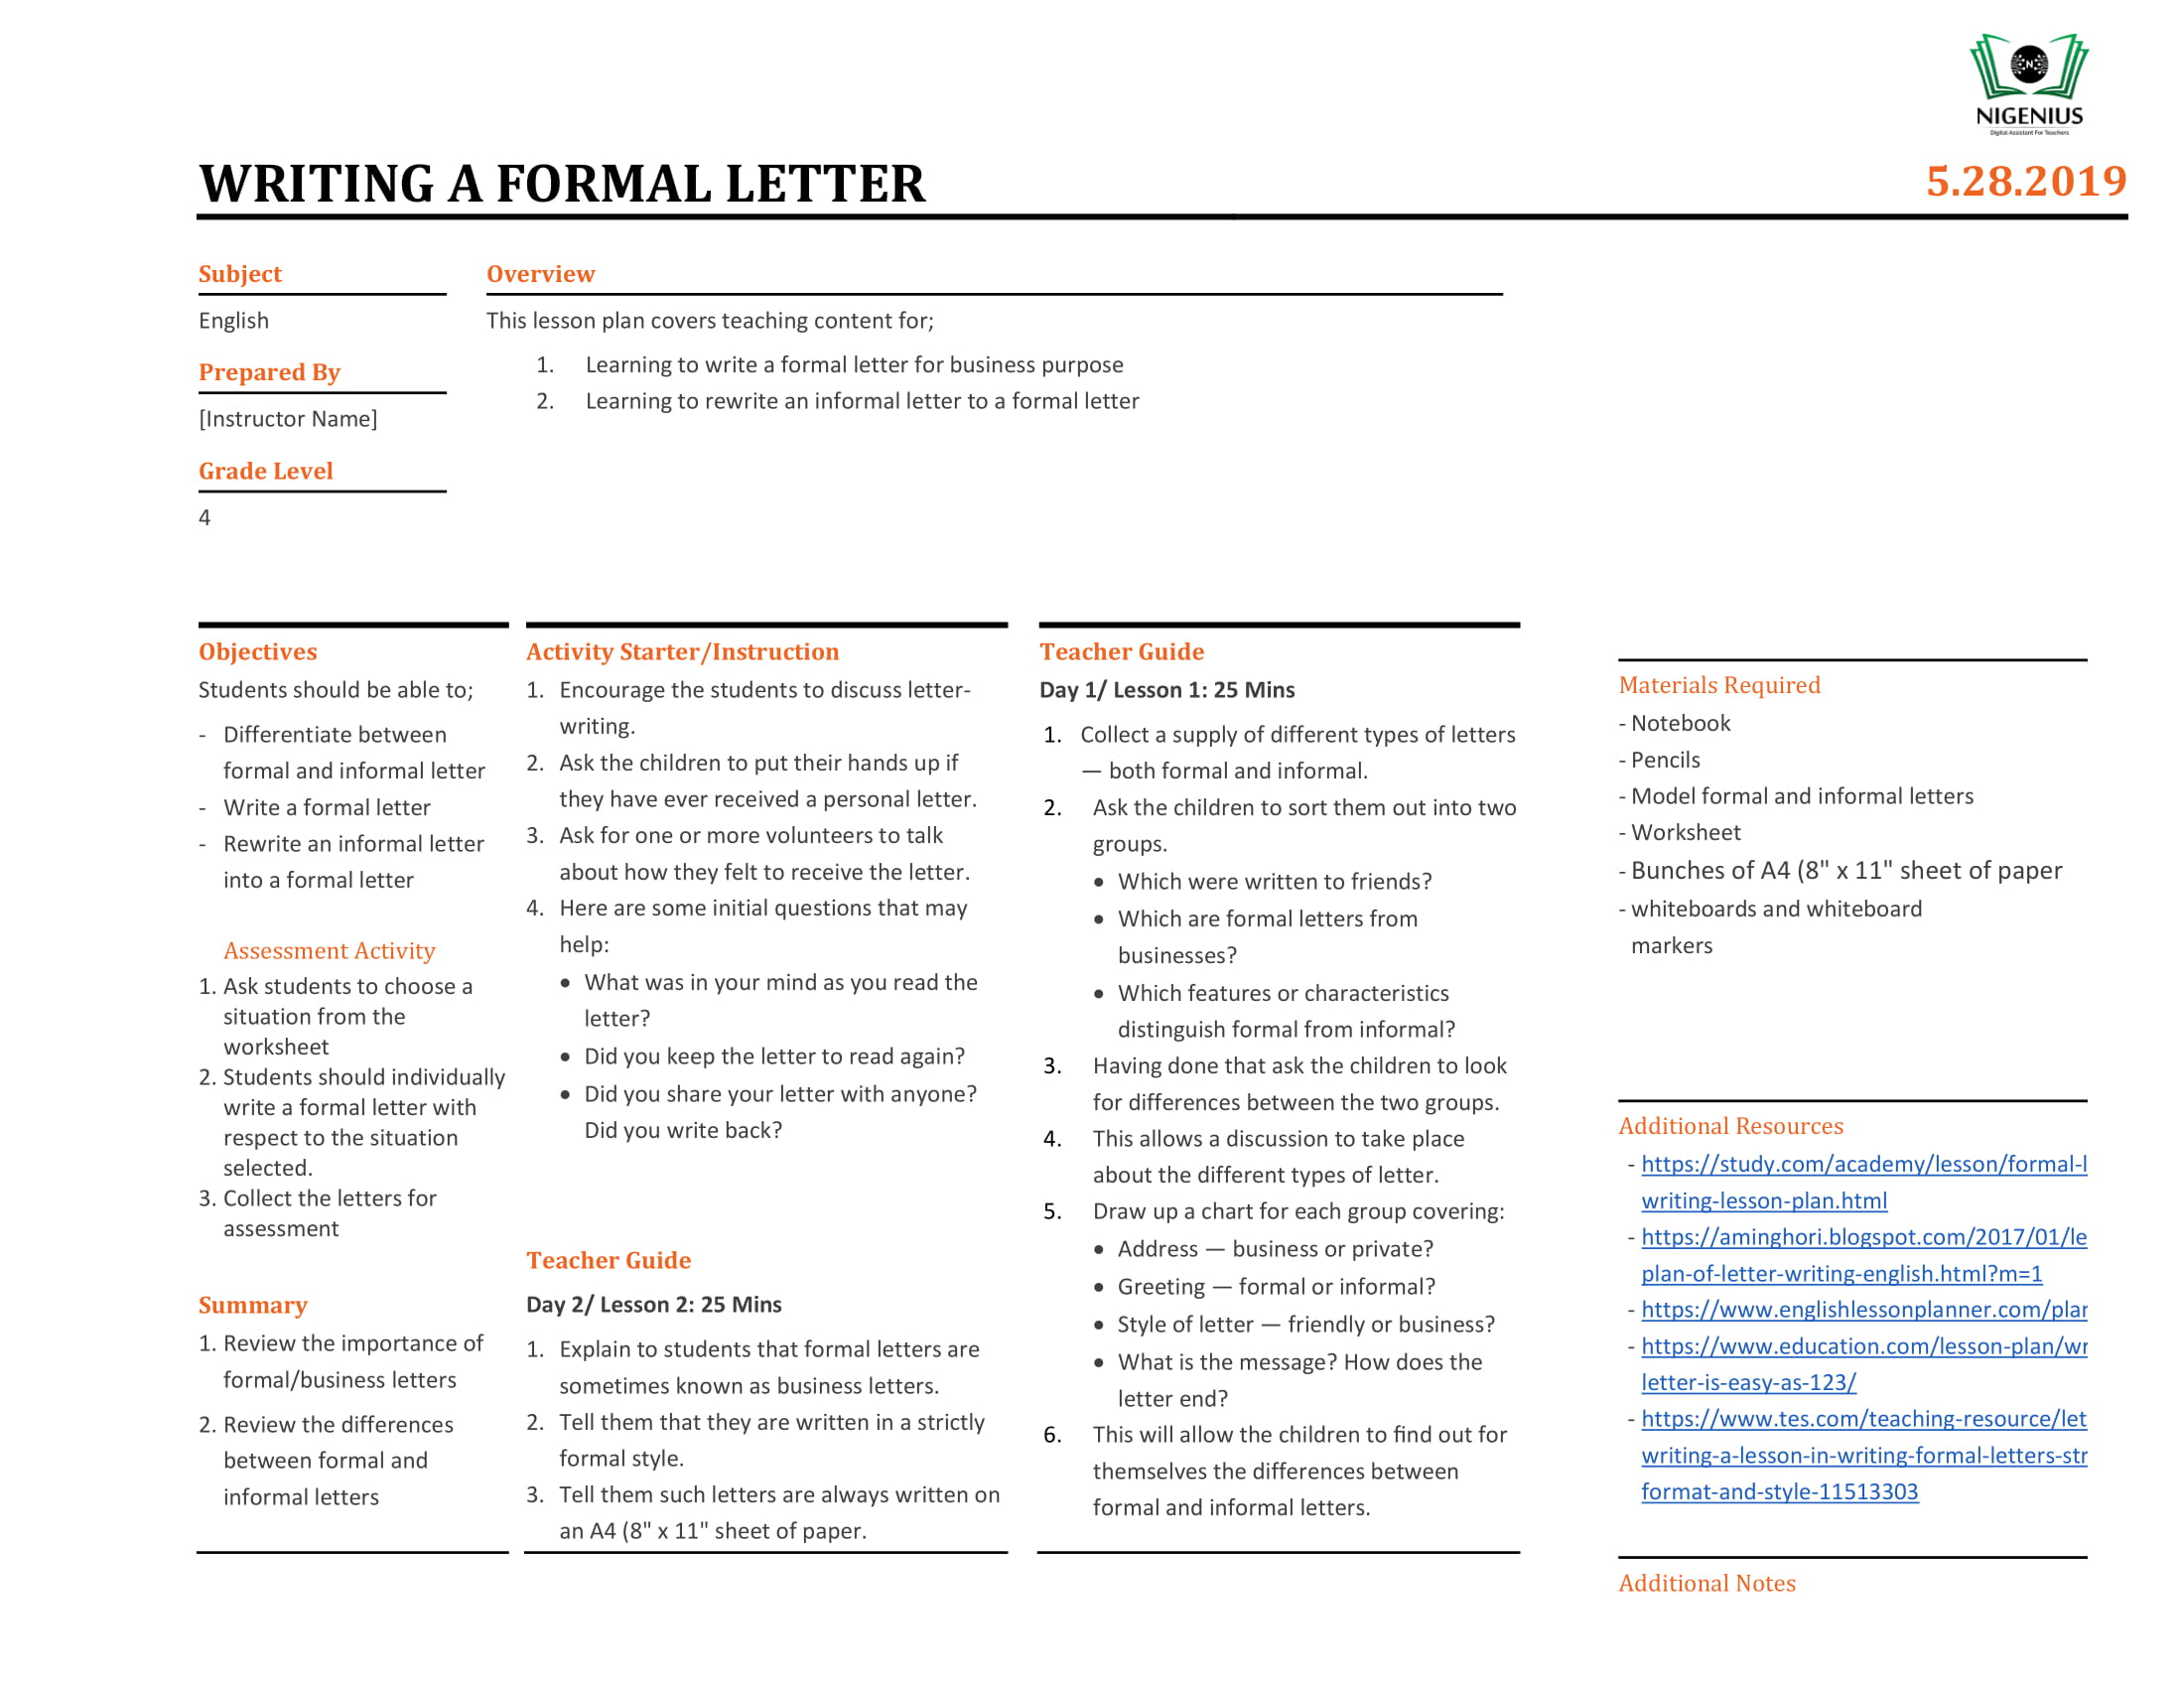 NIGENIUS
Digital Assistant For Teachers
WRITING A FORMAL LETTER
5.28.2019
Subject
English
Prepared By
[Instructor Name]
Grade Level
4
Overview
This lesson plan covers teaching content for;
1. Learning to write a formal letter for business purpose
2. Learning to rewrite an informal letter to a formal letter
Objectives
Students should be able to;
- Differentiate between
formal and informal letter
- Write a formal letter
- Rewrite an informal letter
into a formal letter
Assessment Activity
1. Ask students to choose a
situation from the
worksheet
2. Students should individually
write a formal letter with
respect to the situation
selected.
3. Collect the letters for
assessment
Summary
1. Review the importance of
formal/business letters
2. Review the differences
between formal and
informal letters
Activity Starter/Instruction
1. Encourage the students to discuss letter-
writing.
2. Ask the children to put their hands up if
they have ever received a personal letter.
3. Ask for one or more volunteers to talk
about how they felt to receive the letter.
4. Here are some initial questions that may
help:
• What was in your mind as you read the
letter?
• Did you keep the letter to read again?
• Did you share your letter with anyone?
Did you write back?
Teacher Guide
Day 2/ Lesson 2: 25 Mins
1. Explain to students that formal letters are
sometimes known as business letters.
2. Tell them that they are written in a strictly
formal style.
3. Tell them such letters are always written on
an A4 (8" x 11" sheet of paper.
Teacher Guide
Day 1/ Lesson 1: 25 Mins
1. Collect a supply of different types of letters
— both formal and informal.
2. Ask the children to sort them out into two
groups.
• Which were written to friends?
• Which are formal letters from
businesses?
• Which features or characteristics
distinguish formal from informal?
3. Having done that ask the children to look
for differences between the two groups.
4. This allows a discussion to take place
about the different types of letter.
5. Draw up a chart for each group covering:
• Address — business or private?
• Greeting — formal or informal?
• Style of letter — friendly or business?
• What is the message? How does the
letter end?
6. This will allow the children to find out for
themselves the differences between
formal and informal letters.
Materials Required
- Notebook
- Pencils
- Model formal and informal letters
- Worksheet
- Bunches of A4 (8" x 11" sheet of paper
- whiteboards and whiteboard
markers
Additional Resources
- https://study.com/academy/lesson/formal-l
writing-lesson-plan.html
- https://aminghori.blogspot.com/2017/01/le
plan-of-letter-writing-english.html?m=1
- https://www.englishlessonplanner.com/plar
- https://www.education.com/lesson-plan/wr
letter-is-easy-as-123/
- https://www.tes.com/teaching-resource/let
writing-a-lesson-in-writing-formal-letters-str
format-and-style-11513303
Additional Notes